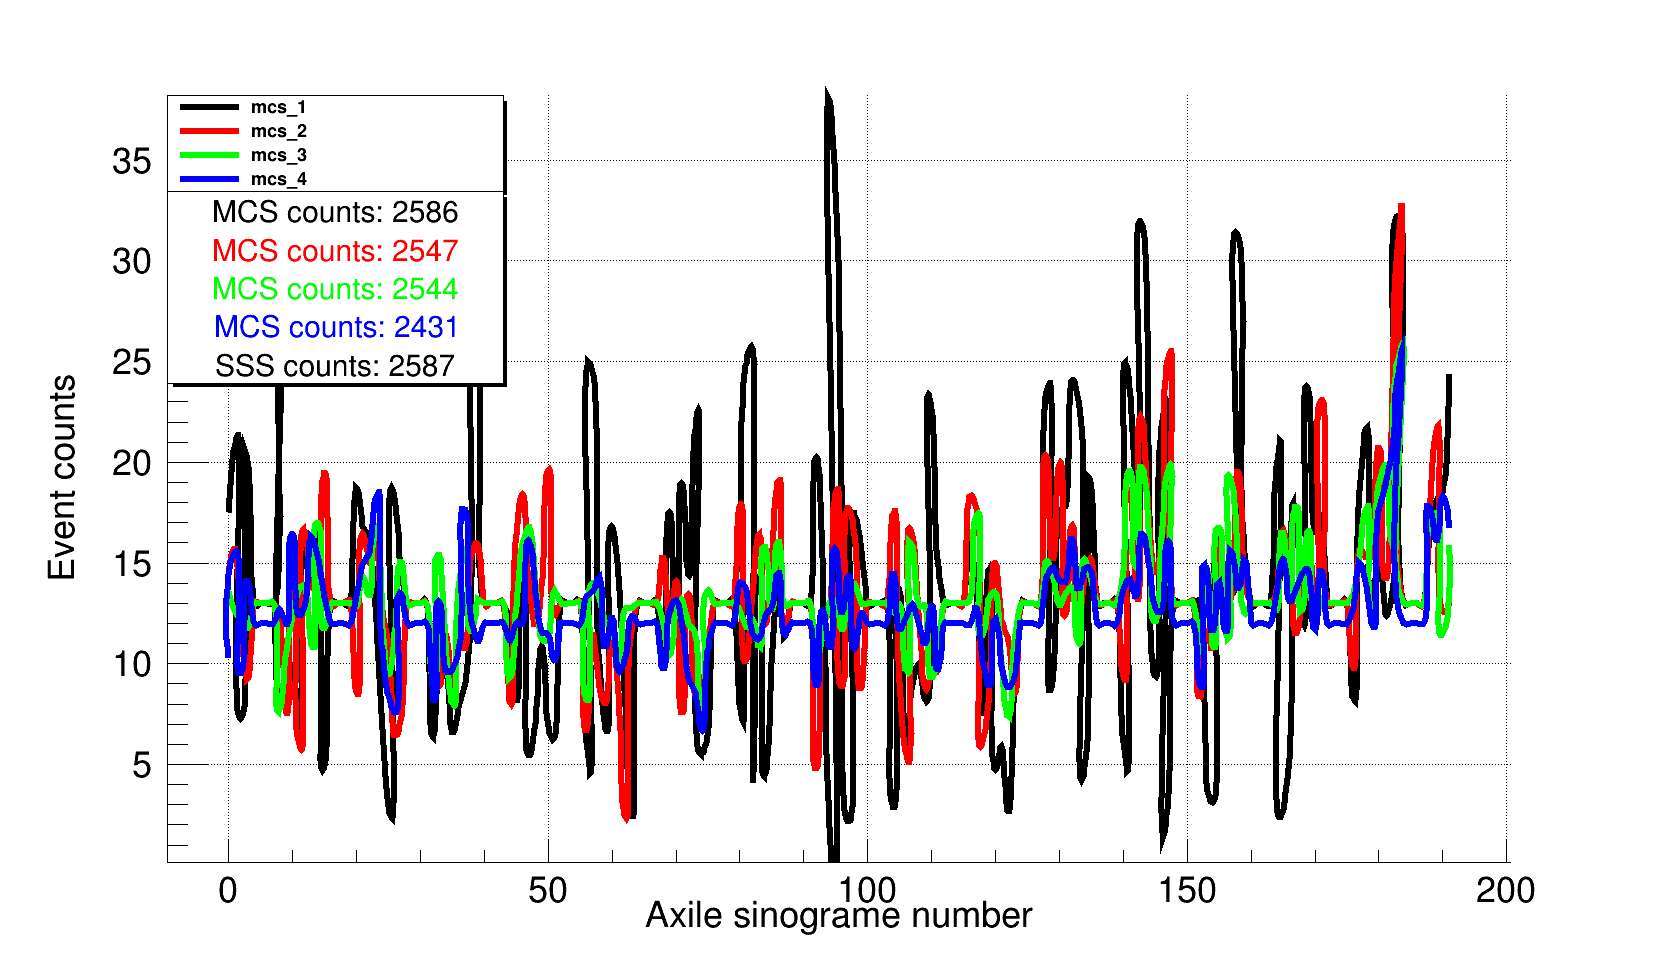 mcs_1
mcs_2
mcs_3
mcs_4
MCS counts: 2586
MCS counts: 2547
MCS counts: 2544
MCS counts: 2431
SSS counts: 2587
35
30
25
20
15
10
5
Event counts
0 50 100 150 200
Axile sinograme number